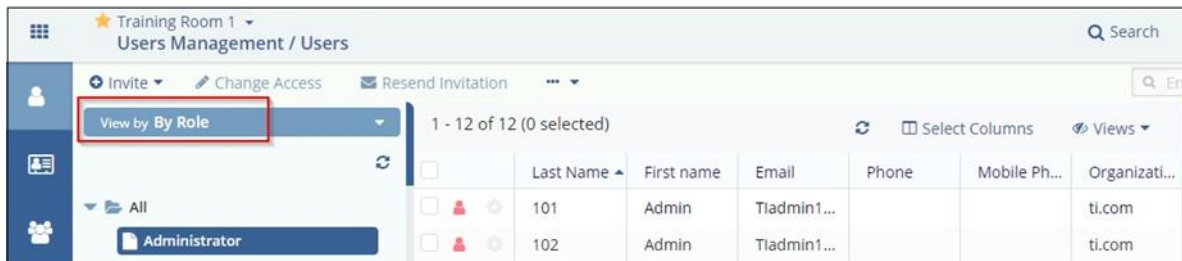 Training Room 1
Users Management / Users
Search
Invite
Change Access
Resend Invitation
View by By Role
1 - 12 of 12 (0 selected)
Select Columns
Views
Last Name
First name
Email
Phone
Mobile Ph...
Organizati...
All
Administrator
101
Admin
TIadmin1...
ti.com
102
Admin
TIadmin1...
ti.com